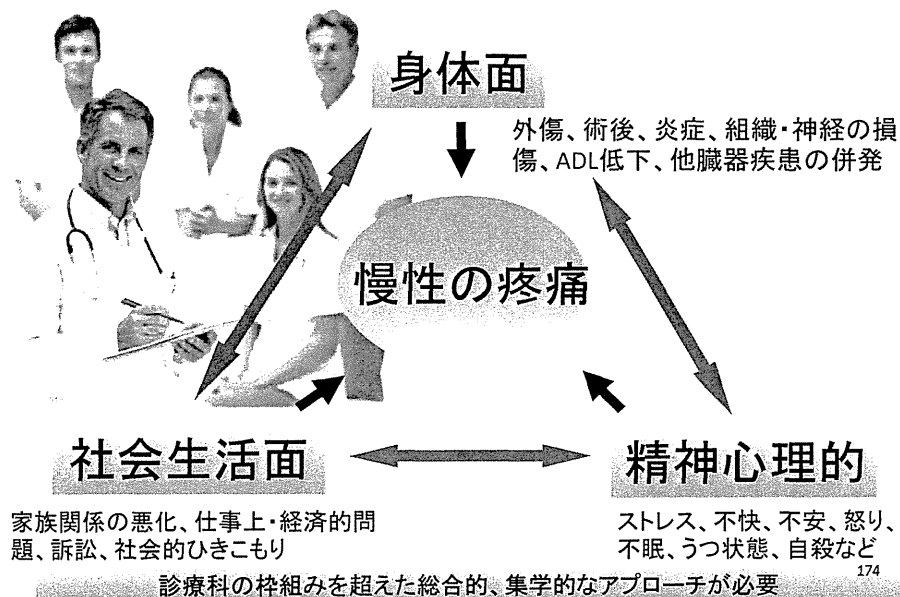 身体面
外傷、術後、炎症、組織・神経の損
傷、ADL低下、他臓器疾患の併発
慢性の疼痛
社会生活面
家族関係の悪化、仕事上・経済的問
題、訴訟、社会的ひきこもり
精神心理的
ストレス、不快、不安、怒り、
不眠、うつ状態、自殺など
174
診療科の枠組みを超えた総合的、集学的なアプローチが必要